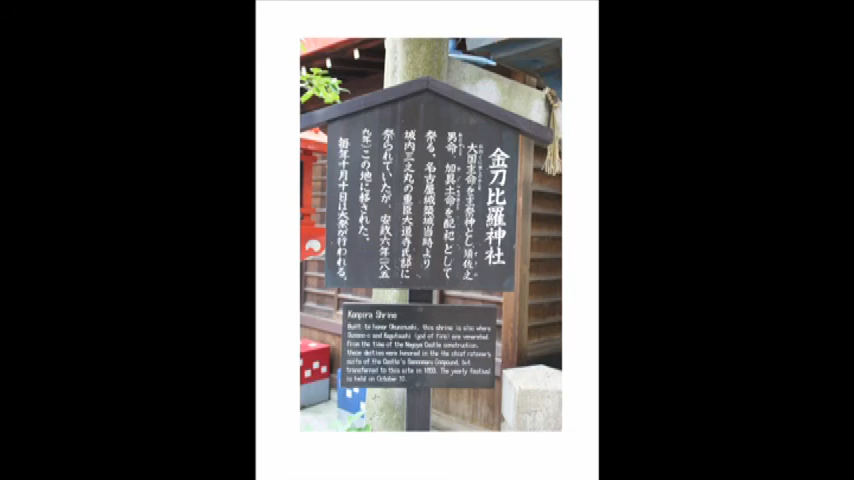 金刀比羅神社
大国主命を主祭神とし須佐之
男命、加具土命を配祀として
祭る。名古屋城築城当時より
城内三之丸の重臣大道寺氏邸に
祭られていたが、安政六年(一八五
九年)この地に移された。
毎年十月十日は大祭が行われる。
Konpira Shrine
Built to honor Okuninushi, this shrine is also where
Susano-o and Kagutsuchi (god of fire) are venerated.
From the time of the Nagoya Castle construction,
these deities were honored in the the chief retainer's
suite of the Castle's Sannomaru Compound, but
transferred to this site in 1859. The yearly festival
is held on October 10.